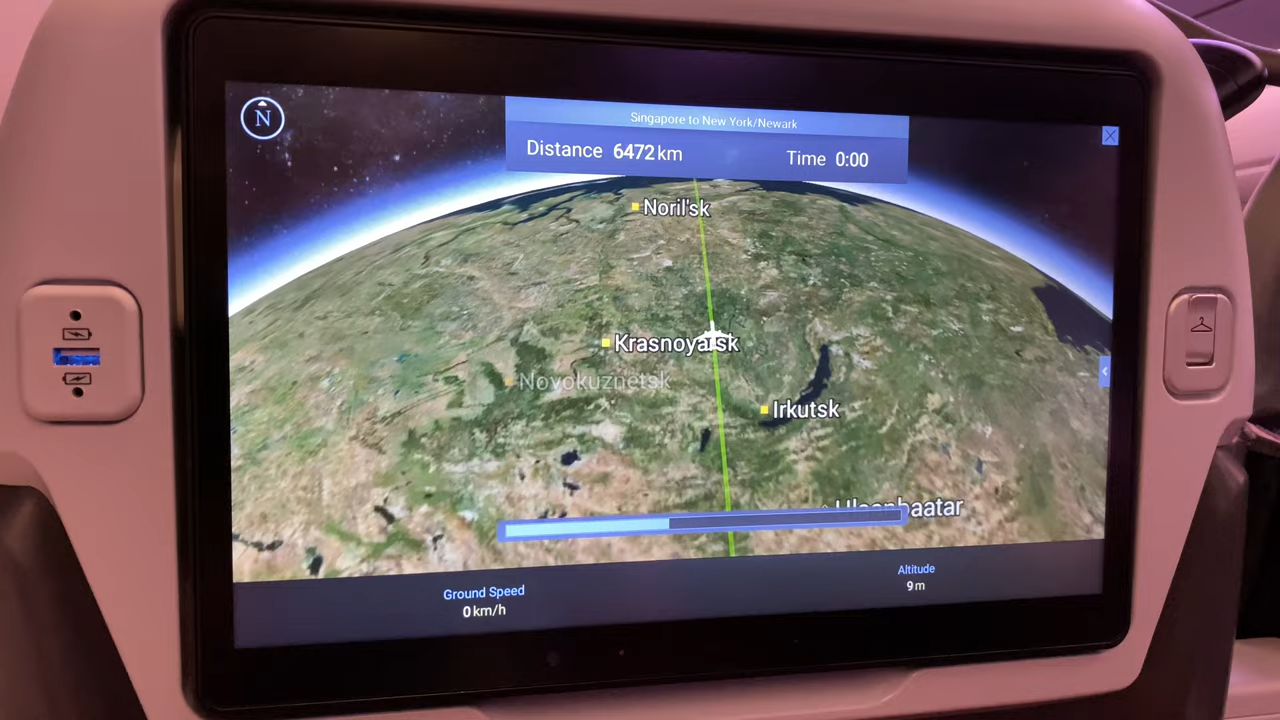 N
Singapore to New York/Newark
Distance 6472 km
Time 0:00
Noril'sk
Krasnoyarsk
Novokuznetsk
Irkutsk
Ulaanbaatar
Ground Speed
0 km/h
Altitude
9 m